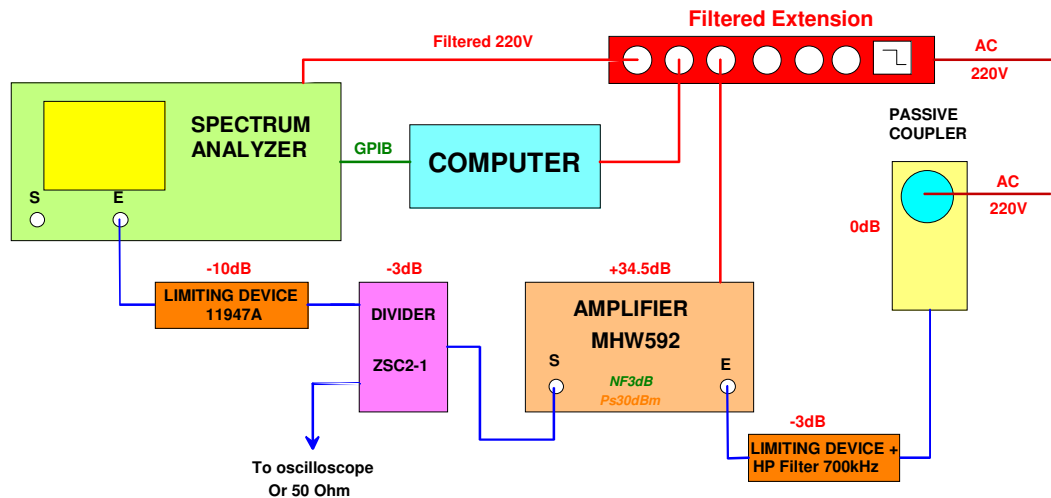 Filtered Extension
Filtered 220V
AC
220V
PASSIVE
COUPLER
SPECTRUM
ANALYZER
GPIB
COMPUTER
S
E
AC
220V
0dB
-10dB
-3dB
+34.5dB
LIMITING DEVICE
11947A
DIVIDER
ZSC2-1
AMPLIFIER
MHW592
S
E
NF3dB
Ps30dBm
-3dB
LIMITING DEVICE +
HP Filter 700kHz
To oscilloscope
Or 50 Ohm